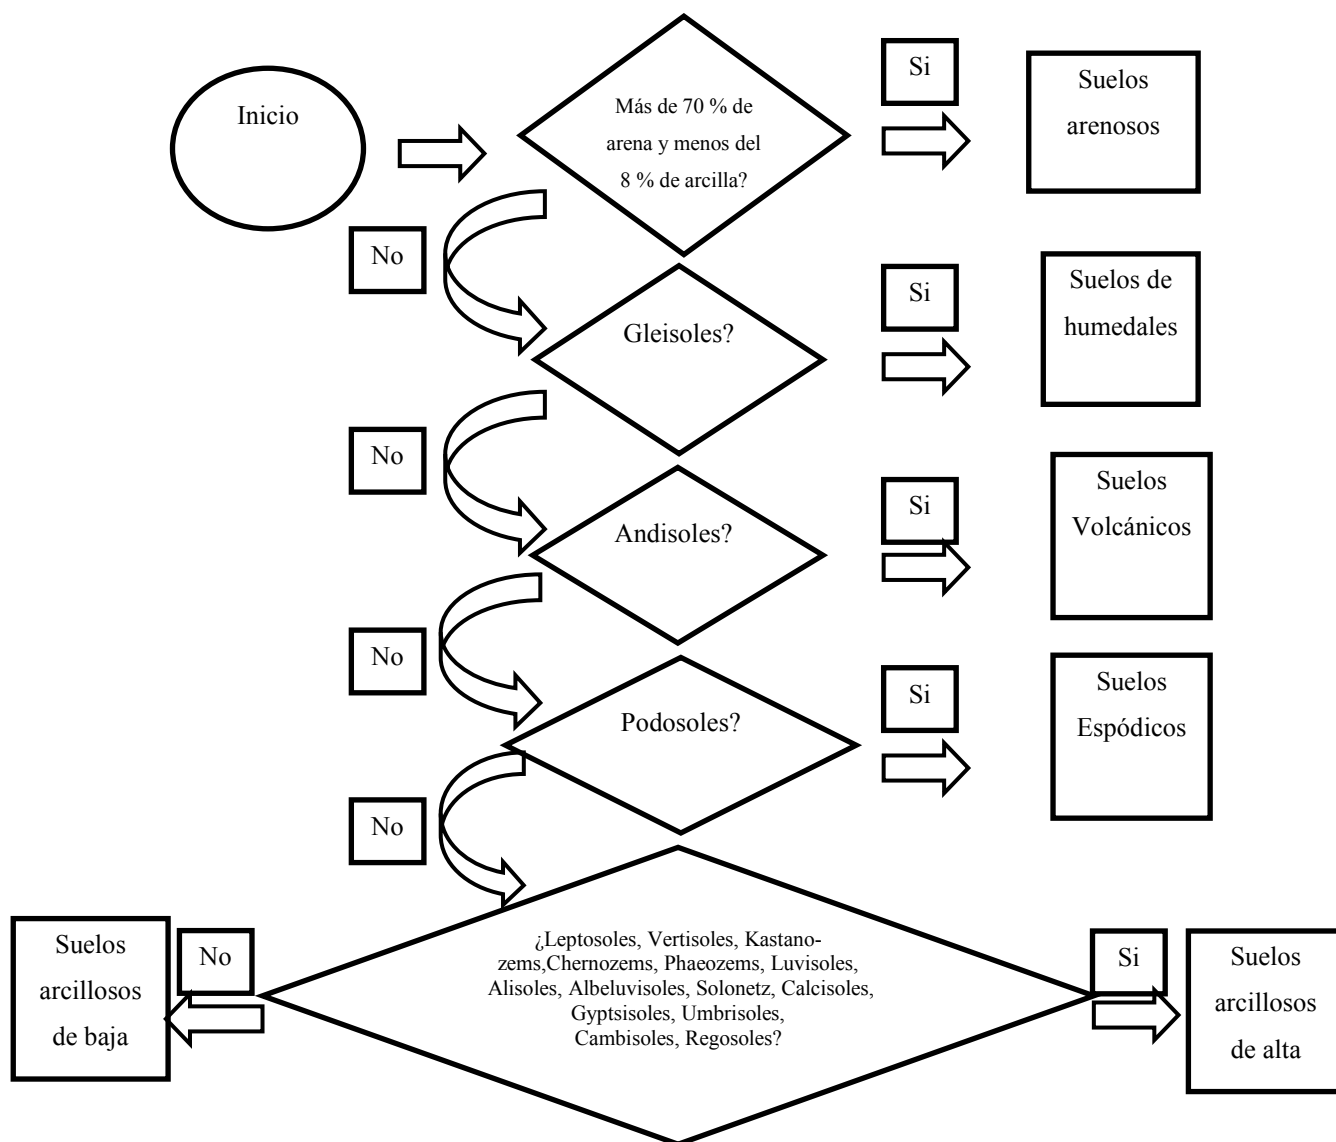 Inicio
Más de 70 % de
arena y menos del
8 % de arcilla?
Si
Suelos
arenosos
No
Gleisoles?
Si
Suelos de
humedales
No
Andisoles?
Si
Suelos
Volcánicos
No
Podosoles?
Si
Suelos
Espódicos
No
¿Leptosoles, Vertisoles, Kastano-
zems,Chernozems, Phaeozems, Luvisoles,
Alisoles, Albeluvisoles, Solonetz, Calcisoles,
Gyptsisoles, Umbrisoles,
Cambisoles, Regosoles?
No
Suelos
arcillosos
de baja
Si
Suelos
arcillosos
de alta